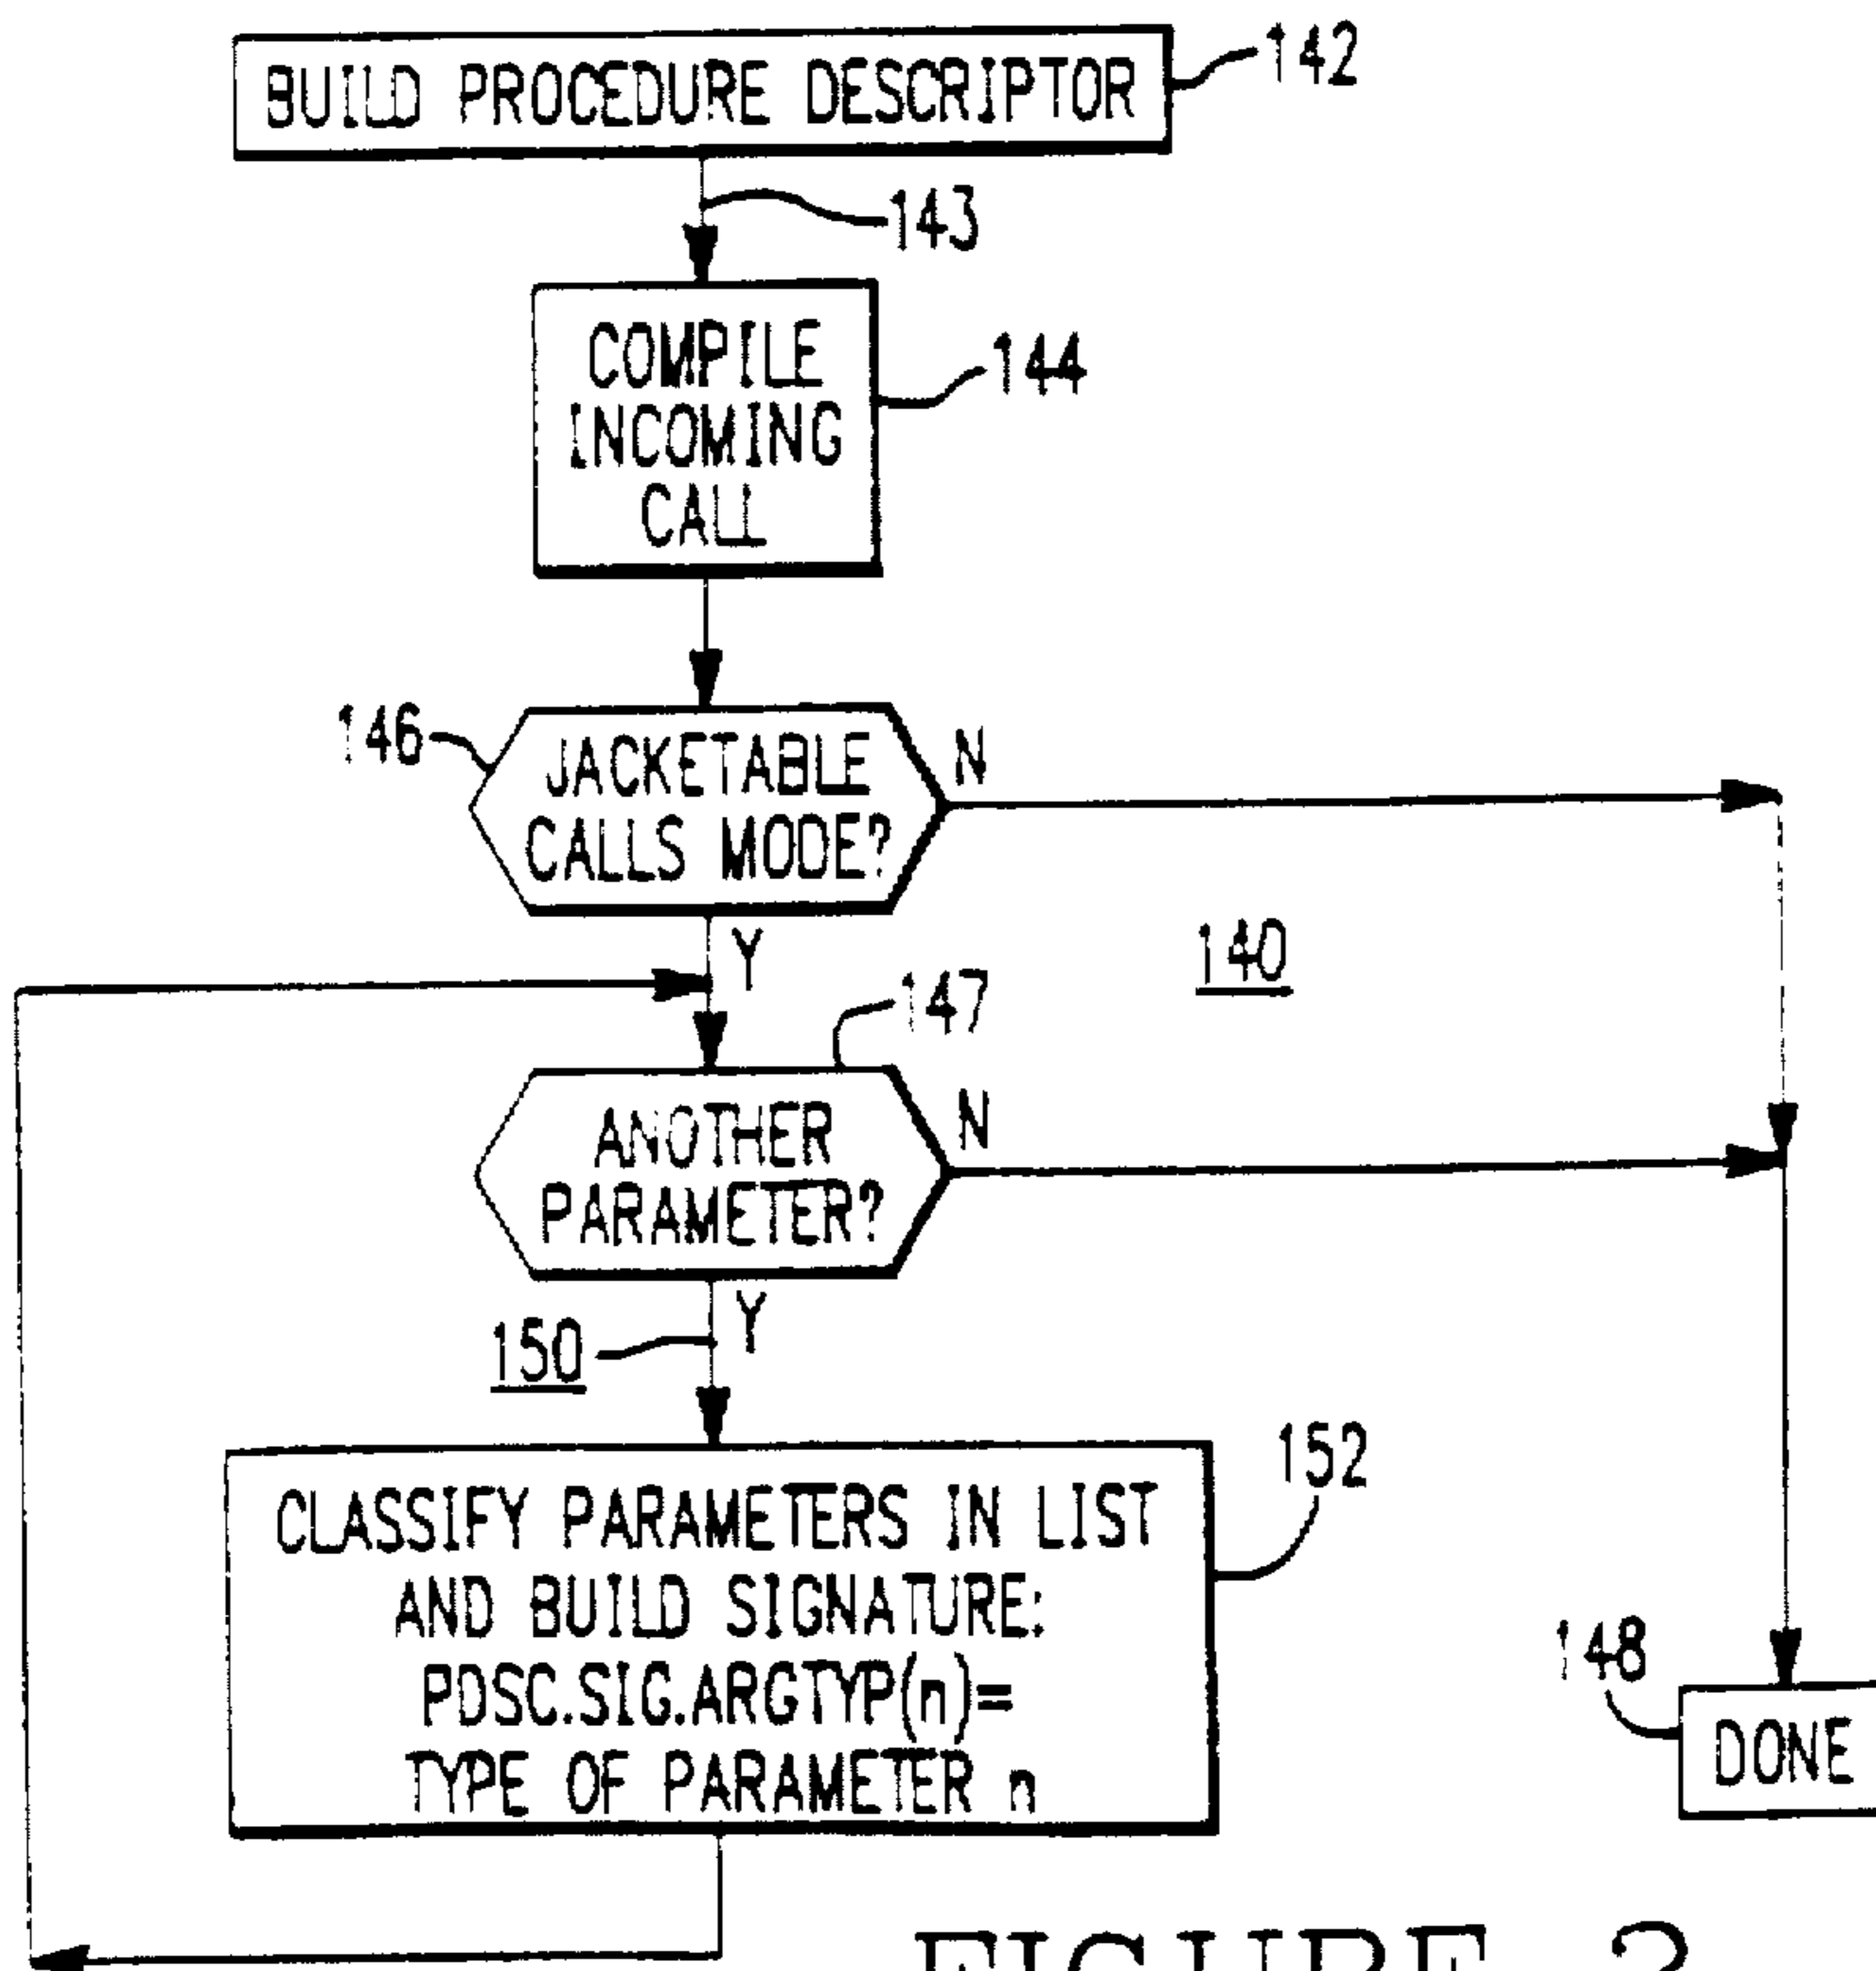 BUILD PROCEDURE DESCRIPTOR
142
143
COMPILE
INCOMING
CALL
144
146
JACKETABLE
CALLS MODE?
N
Y
140
147
ANOTHER
PARAMETER?
N
Y
150
152
CLASSIFY PARAMETERS IN LIST
AND BUILD SIGNATURE:
PDSC.SIG.ARGTYP(n)=
TYPE OF PARAMETER n
148
DONE
FIGURE